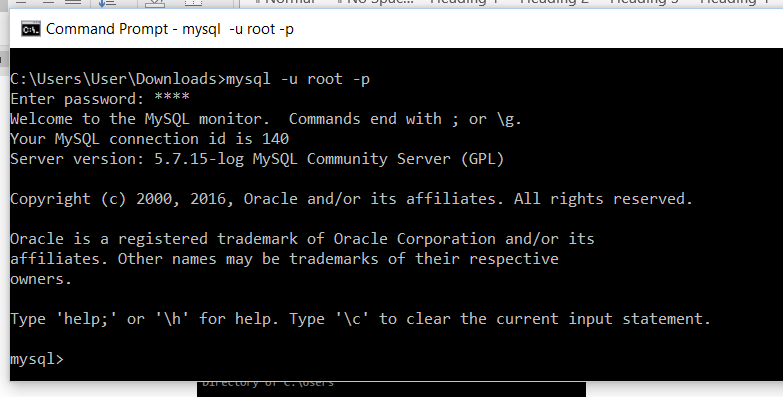 Normal
No Spac...
Heading 1
Heading 2
Heading 3
Heading 4
Command Prompt - mysql  -u root -p
C:\Users\User\Downloads>mysql -u root -p
Enter password: ****
Welcome to the MySQL monitor.  Commands end with ; or \g.
Your MySQL connection id is 140
Server version: 5.7.15-log MySQL Community Server (GPL)
Copyright (c) 2000, 2016, Oracle and/or its affiliates. All rights reserved.
Oracle is a registered trademark of Oracle Corporation and/or its
affiliates. Other names may be trademarks of their respective
owners.
Type 'help;' or '\h' for help. Type '\c' to clear the current input statement.
mysql>
Directory of C:\Users